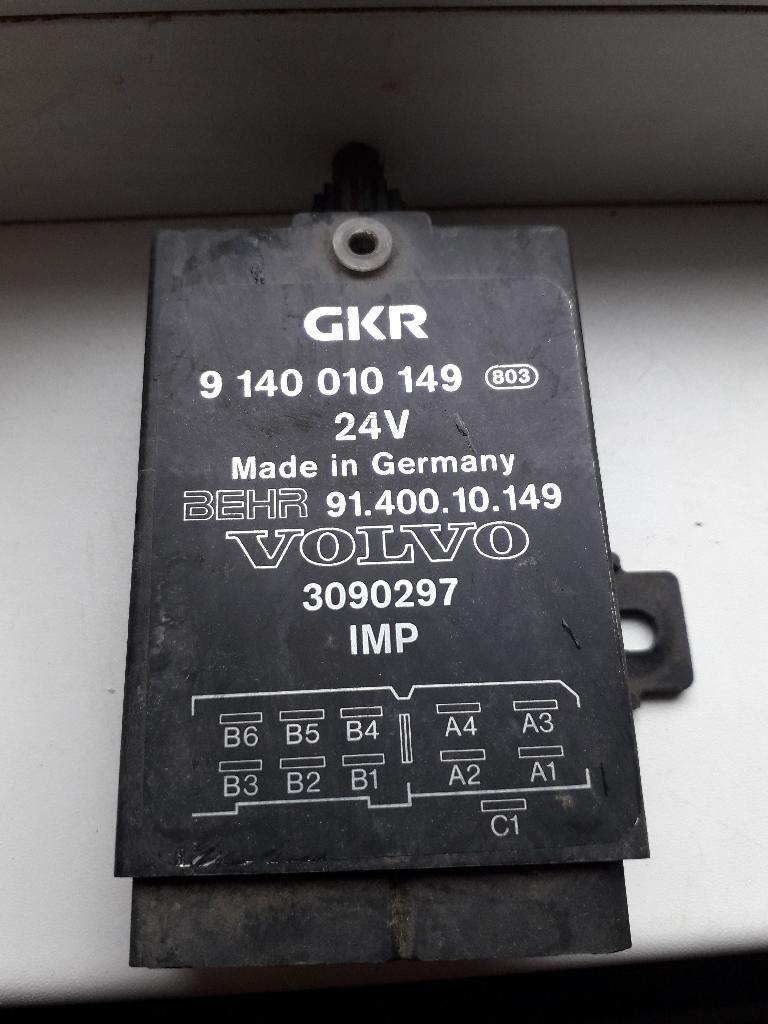 GKR
9 140 010 149 803
24V
Made in Germany
BEHR 91.400.10.149
VOLVO
3090297
IMP
B6 B5 B4 A4 A3
B3 B2 B1 A2 A1
C1